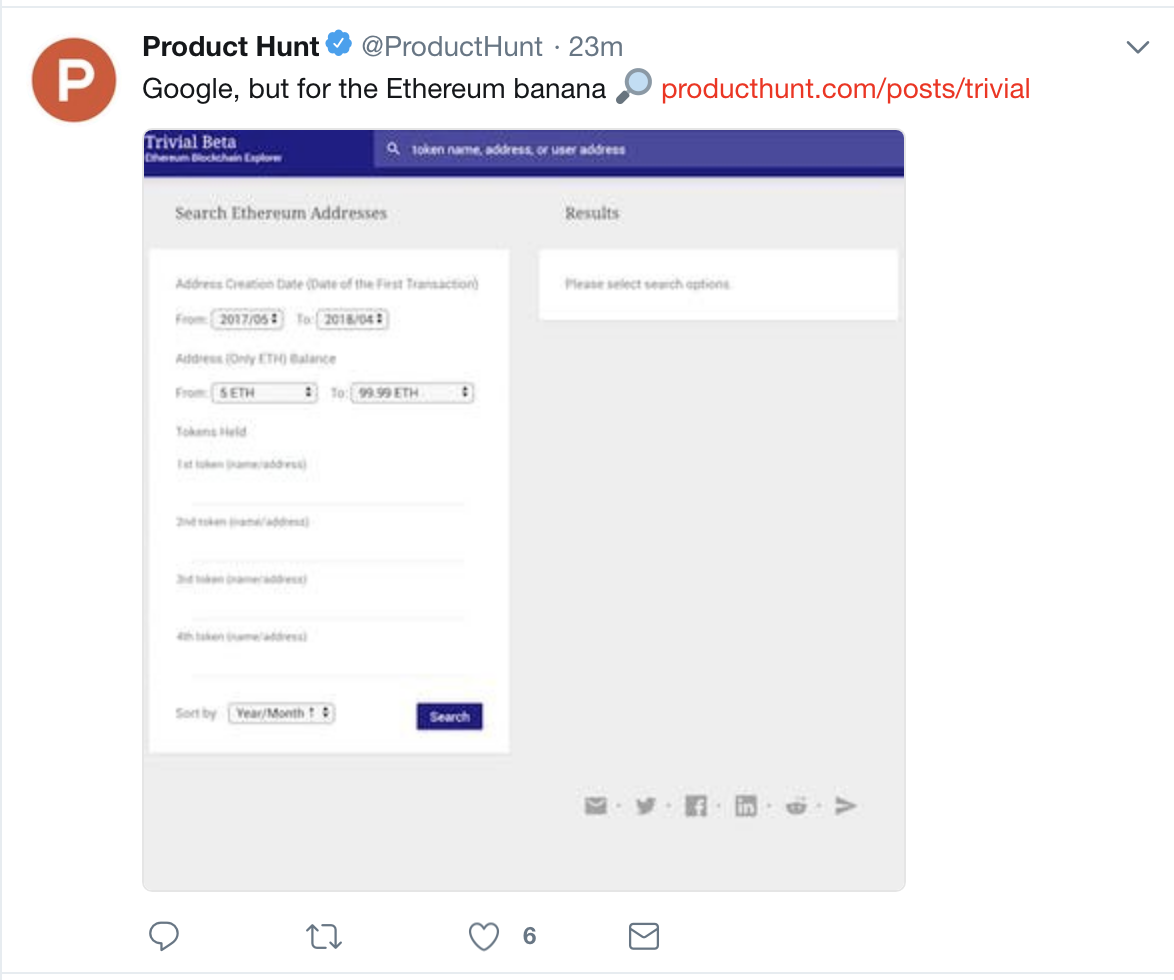 Product Hunt @ProductHunt · 23m
Google, but for the Ethereum banana 🔎 producthunt.com/posts/trivial
Trivial Beta
Ethereum Blockchain Explorer
token name, address, or user address
Search Ethereum Addresses
Results
Address Creation Date (Date of the First Transaction)
Please select search options
From: 2017/05 To: 2018/04
Address (Only ETH) Balance
From: 5 ETH To: 99.99 ETH
Tokens Held
1st token (name/address)
2nd token (name/address)
3rd token (name/address)
4th token (name/address)
Sort by Year/Month ↑ Search
6